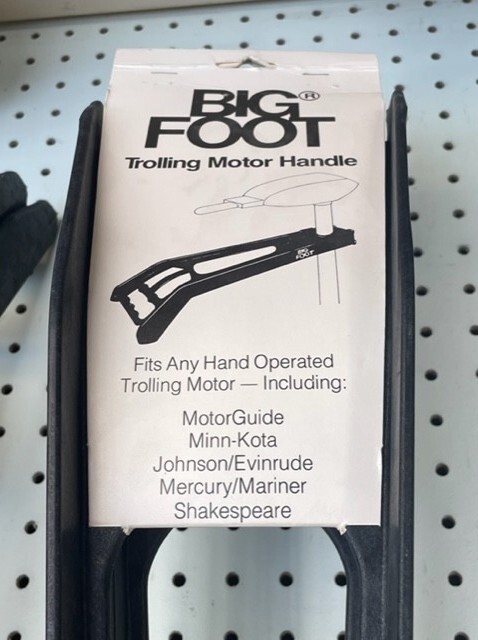 BIG®
FOOT
Trolling Motor Handle
BIG
FOOT
Fits Any Hand Operated
Trolling Motor — Including:
MotorGuide
Minn-Kota
Johnson/Evinrude
Mercury/Mariner
Shakespeare